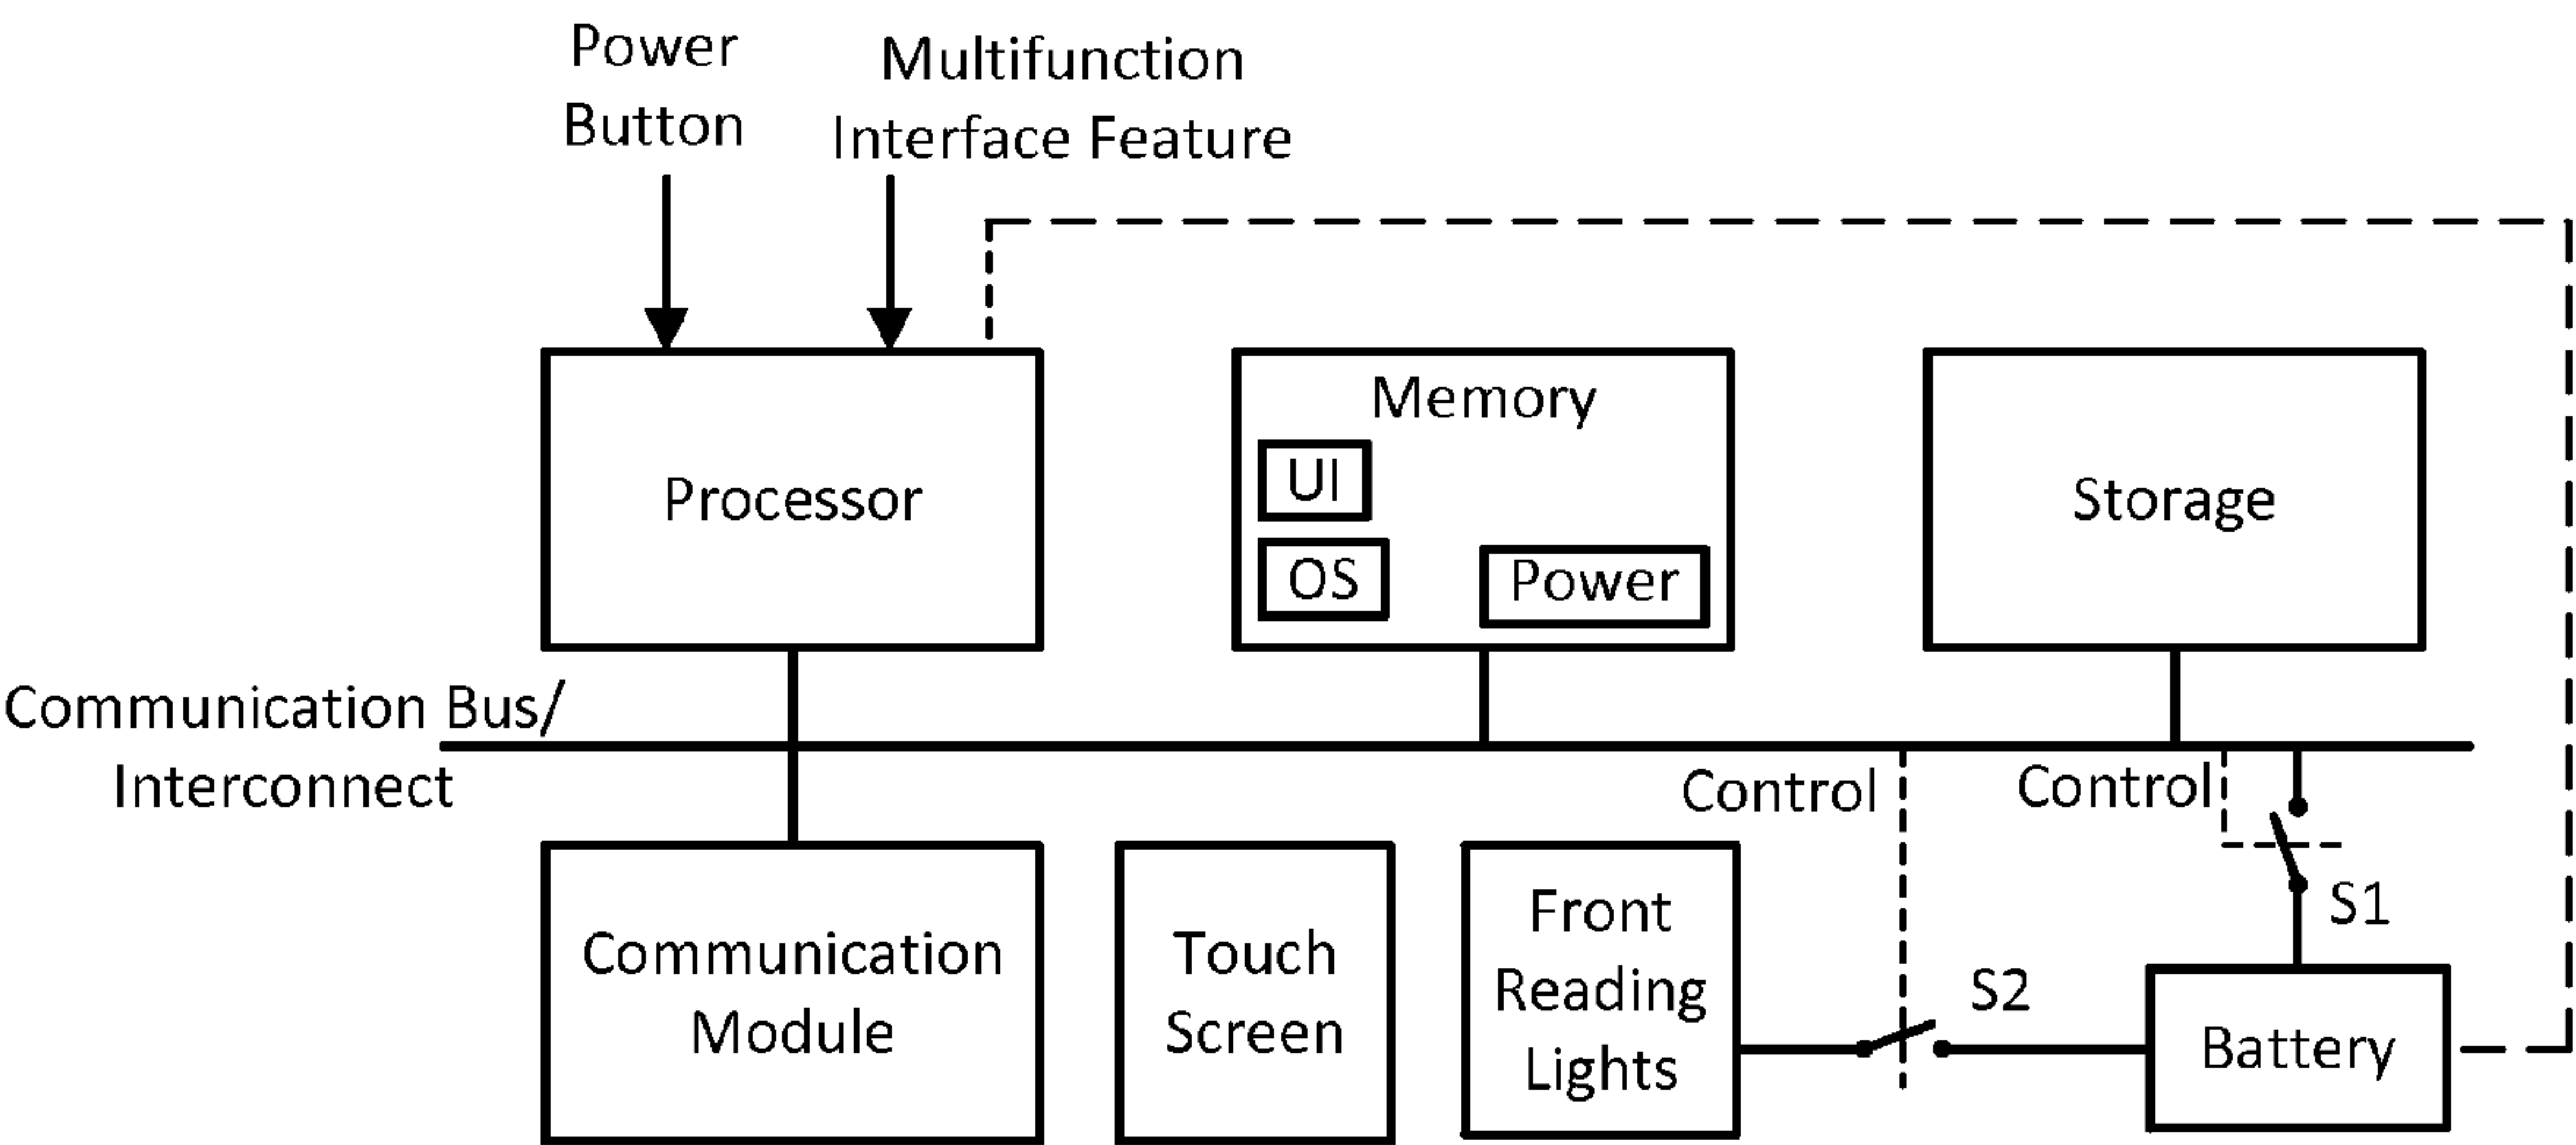 Power
Button
Multifunction
Interface Feature
Processor
Memory
UI
OS
Power
Storage
Communication Bus/
Interconnect
Control
Control
S1
Communication
Module
Touch
Screen
Front
Reading
Lights
S2
Battery